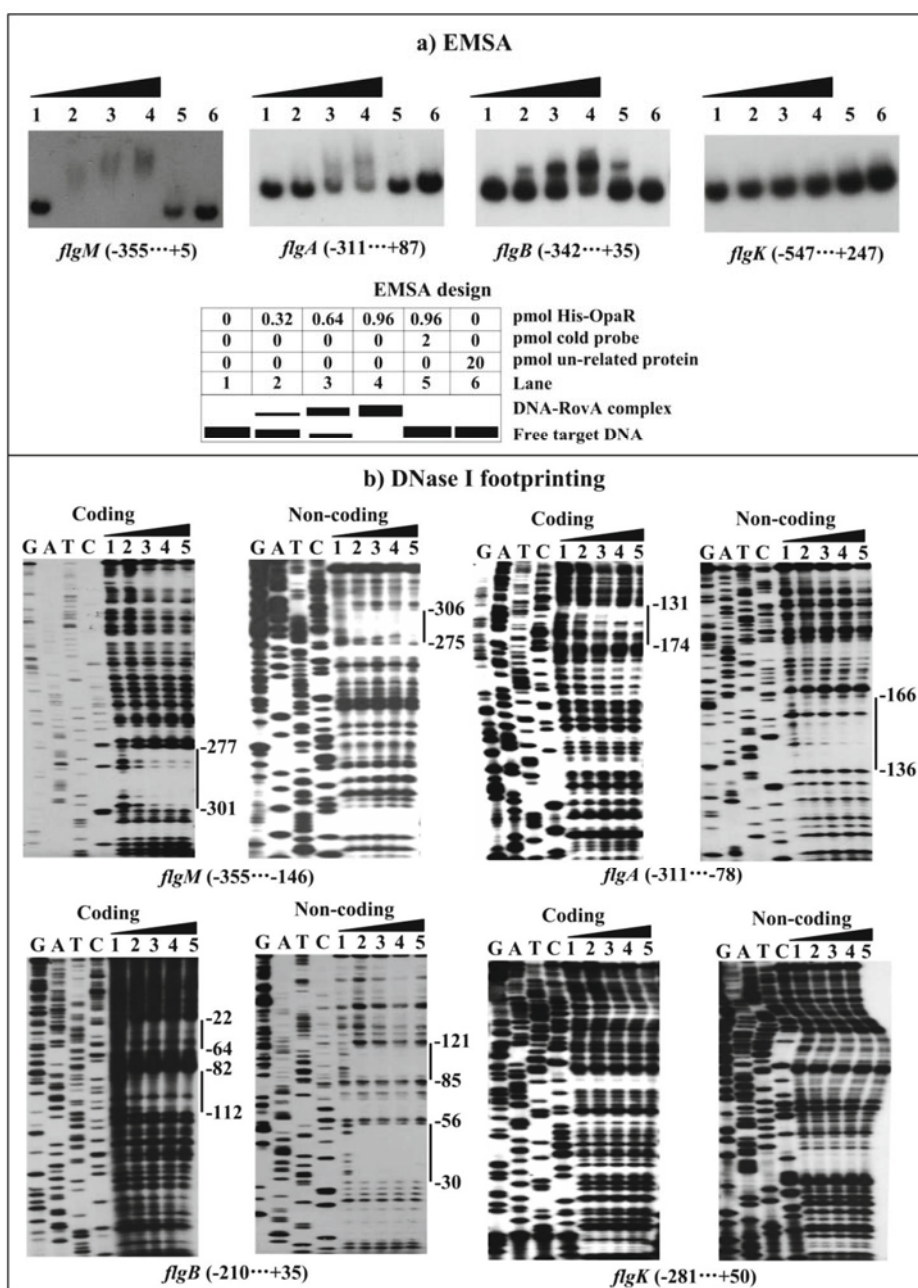 a) EMSA
1 2 3 4 5 6
1 2 3 4 5 6
1 2 3 4 5 6
1 2 3 4 5 6
flgM (-355···+5)
flgA (-311···+87)
flgB (-342···+35)
flgK (-547···+247)
EMSA design
0 0.32 0.64 0.96 0.96 0 pmol His-OpaR
0 0 0 0 2 0 pmol cold probe
0 0 0 0 0 20 pmol un-related protein
1 2 3 4 5 6 Lane
DNA-RovA complex
Free target DNA
b) DNase I footprinting
Coding
G A T C 1 2 3 4 5
-277
-301
Non-coding
G A T C 1 2 3 4 5
-306
-275
flgM (-355···-146)
Coding
G A T C 1 2 3 4 5
-131
-174
Non-coding
G A T C 1 2 3 4 5
-166
-136
flgA (-311···-78)
Coding
G A T C 1 2 3 4 5
-22
-64
-82
-112
Non-coding
G A T C 1 2 3 4 5
-121
-85
-56
-30
flgB (-210···+35)
Coding
G A T C 1 2 3 4 5
Non-coding
G A T C 1 2 3 4 5
flgK (-281···+50)